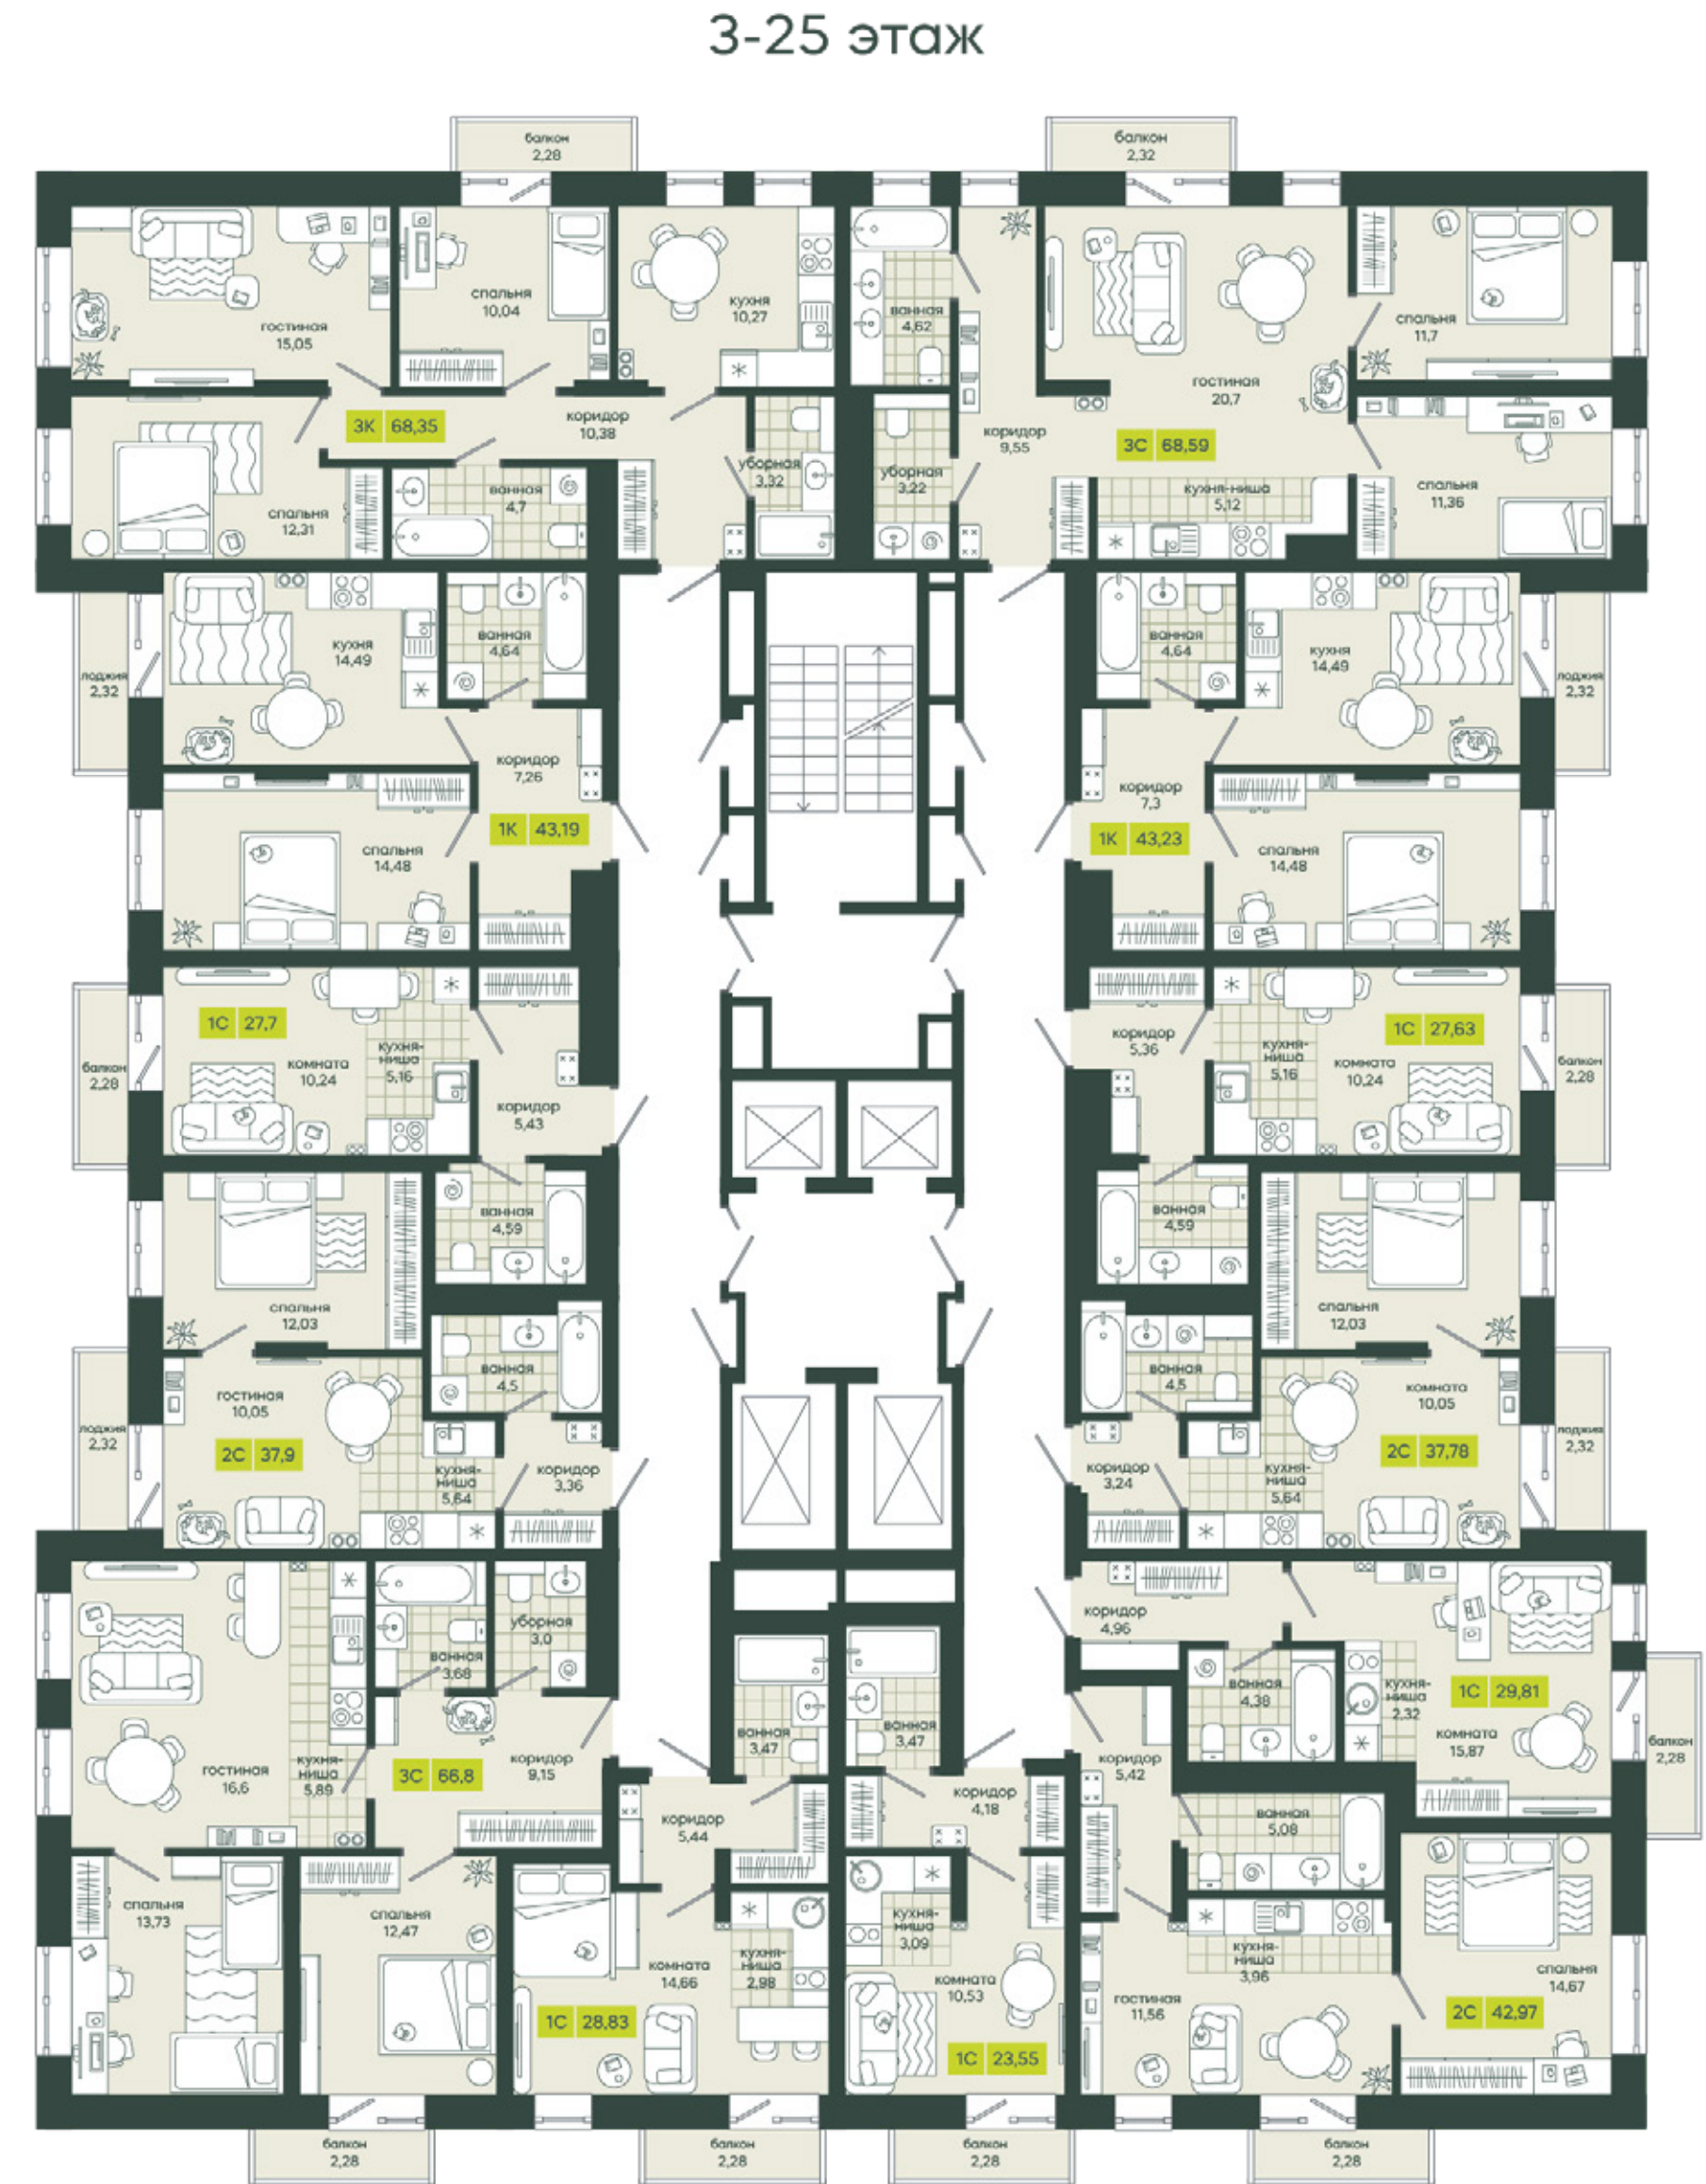 3-25 этаж
балкон
2,28
балкон
2,32
гостиная
15,05
спальня
10,04
кухня
10,27
ванная
4,62
гостиная
20,7
спальня
11,7
3К 68,35
коридор
10,38
уборная
3,32
уборная
3,22
коридор
9,55
3С 68,59
спальня
12,31
ванная
4,7
кухня-ниша
5,12
спальня
11,36
лоджия
2,32
кухня
14,49
ванная
4,64
ванная
4,64
кухня
14,49
лоджия
2,32
коридор
7,26
1К 43,19
спальня
14,48
коридор
7,3
1К 43,23
спальня
14,48
балкон
2,28
1С 27,7
комната
10,24
кухня-
ниша
5,16
коридор
5,43
коридор
5,36
кухня-
ниша
5,16
1С 27,63
комната
10,24
балкон
2,28
ванная
4,59
ванная
4,59
спальня
12,03
спальня
12,03
ванная
4,5
ванная
4,5
лоджия
2,32
гостиная
10,05
2С 37,9
кухня-
ниша
5,64
коридор
3,36
коридор
3,24
кухня-
ниша
5,64
комната
10,05
2С 37,78
лоджия
2,32
гостиная
16,6
кухня-
ниша
5,89
ванная
3,68
уборная
3,0
3С 66,8
коридор
9,15
коридор
4,96
ванная
4,38
кухня-
ниша
2,32
1С 29,81
комната
15,87
балкон
2,28
ванная
3,47
ванная
3,47
коридор
5,44
коридор
4,18
коридор
5,42
ванная
5,08
спальня
13,73
спальня
12,47
комната
14,66
кухня-
ниша
2,98
1С 28,83
кухня-
ниша
3,09
комната
10,53
1С 23,55
кухня-
ниша
3,96
гостиная
11,56
спальня
14,67
2С 42,97
балкон
2,28
балкон
2,28
балкон
2,28
балкон
2,28